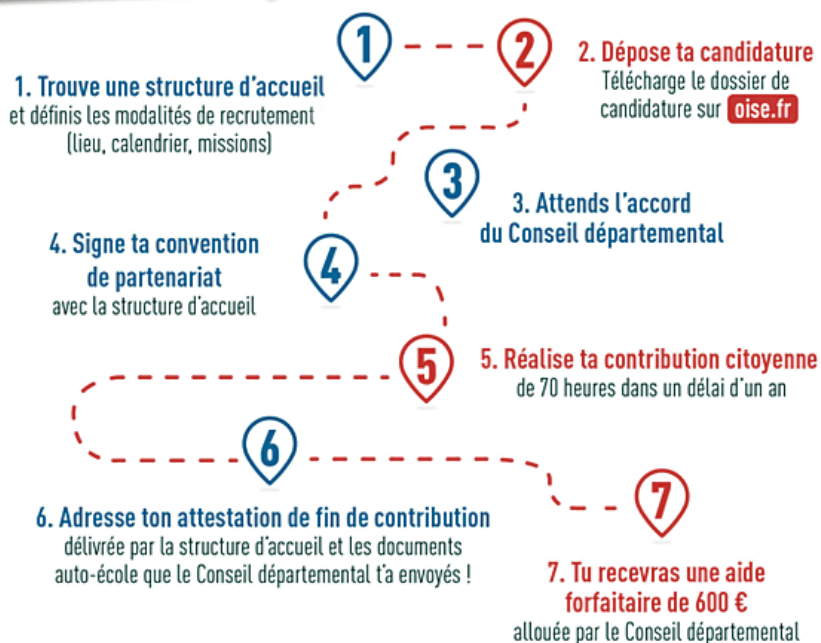 1
2
1. Trouve une structure d'accueil
et définis les modalités de recrutement
(lieu, calendrier, missions)
2. Dépose ta candidature
Télécharge le dossier de
candidature sur oise.fr
3
3. Attends l'accord
du Conseil départemental
4. Signe ta convention
de partenariat
avec la structure d'accueil
4
5
5. Réalise ta contribution citoyenne
de 70 heures dans un délai d'un an
6
6. Adresse ton attestation de fin de contribution
délivrée par la structure d'accueil et les documents
auto-école que le Conseil départemental t'a envoyés !
7
7. Tu recevras une aide
forfaitaire de 600 €
allouée par le Conseil départemental